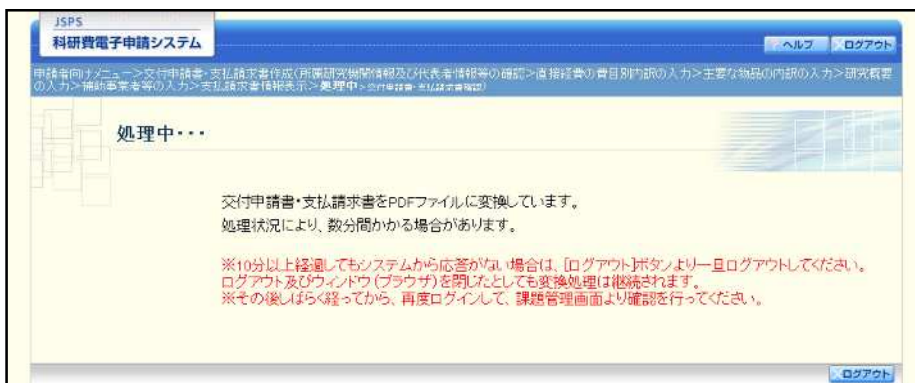 JSPS
科研費電子申請システム
ヘルプ ログアウト
申請者向けメニュー>交付申請書・支払請求書作成(所属研究機関情報及び代表者情報等の確認>直接経費の費目別内訳の入力>主要な物品の内訳の入力>研究概要
の入力>補助事業者等の入力>支払請求書情報表示>処理中>交付申請書・支払請求書確認)
処理中・・・
交付申請書・支払請求書をPDFファイルに変換しています。
処理状況により、数分間かかる場合があります。
※10分以上経過してもシステムから応答がない場合は、[ログアウト]ボタンより一旦ログアウトしてください。
ログアウト及びウィンドウ(ブラウザ)を閉じたとしても変換処理は継続されます。
※その後しばらく経ってから、再度ログインして、課題管理画面より確認を行ってください。
ログアウト